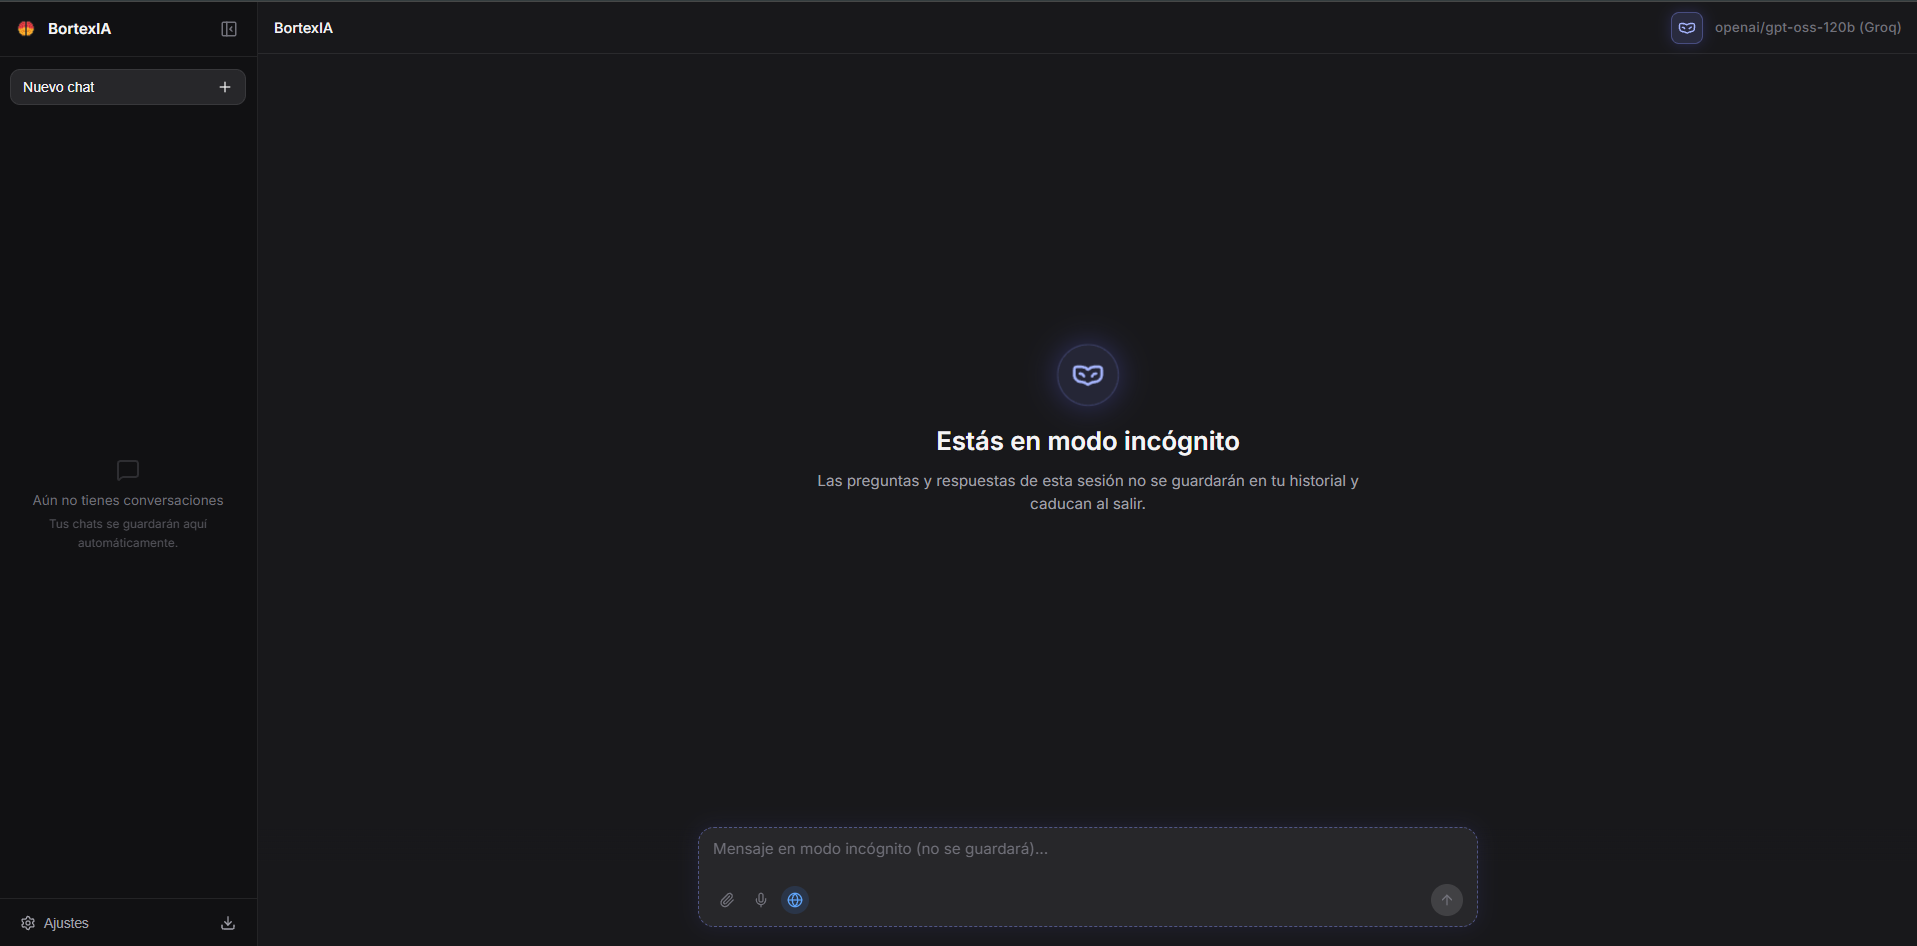 BortexIA
BortexIA
openai/gpt-oss-120b (Groq)
Nuevo chat
Aún no tienes conversaciones
Tus chats se guardarán aquí
automáticamente.
Estás en modo incógnito
Las preguntas y respuestas de esta sesión no se guardarán en tu historial y
caducan al salir.
Mensaje en modo incógnito (no se guardará)...
Ajustes